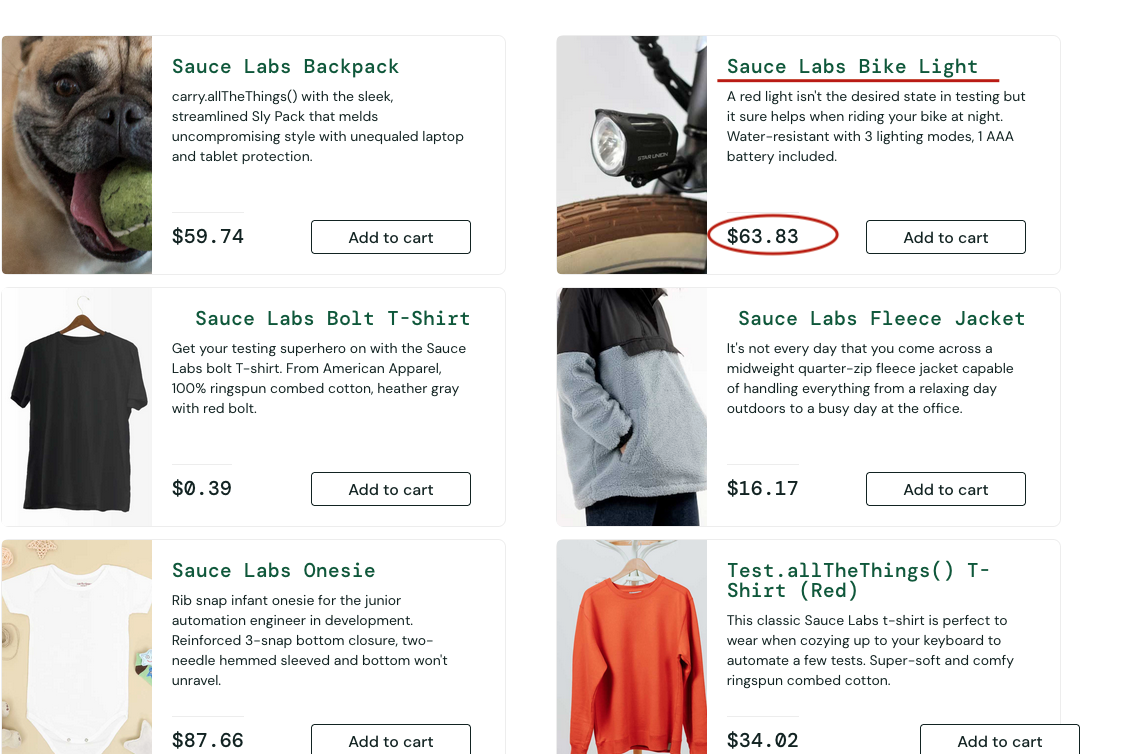 Sauce Labs Backpack
carry.allTheThings() with the sleek,
streamlined Sly Pack that melds
uncompromising style with unequaled laptop
and tablet protection.
$59.74
Add to cart
Sauce Labs Bike Light
A red light isn't the desired state in testing but
it sure helps when riding your bike at night.
Water-resistant with 3 lighting modes, 1 AAA
battery included.
STAR UNION
$63.83
Add to cart
Sauce Labs Bolt T-Shirt
Get your testing superhero on with the Sauce
Labs bolt T-shirt. From American Apparel,
100% ringspun combed cotton, heather gray
with red bolt.
$0.39
Add to cart
Sauce Labs Fleece Jacket
It's not every day that you come across a
midweight quarter-zip fleece jacket capable
of handling everything from a relaxing day
outdoors to a busy day at the office.
$16.17
Add to cart
Sauce Labs Onesie
Rib snap infant onesie for the junior
automation engineer in development.
Reinforced 3-snap bottom closure, two-
needle hemmed sleeved and bottom won't
unravel.
$87.66
Add to cart
Test.allTheThings() T-
Shirt (Red)
This classic Sauce Labs t-shirt is perfect to
wear when cozying up to your keyboard to
automate a few tests. Super-soft and comfy
ringspun combed cotton.
$34.02
Add to cart